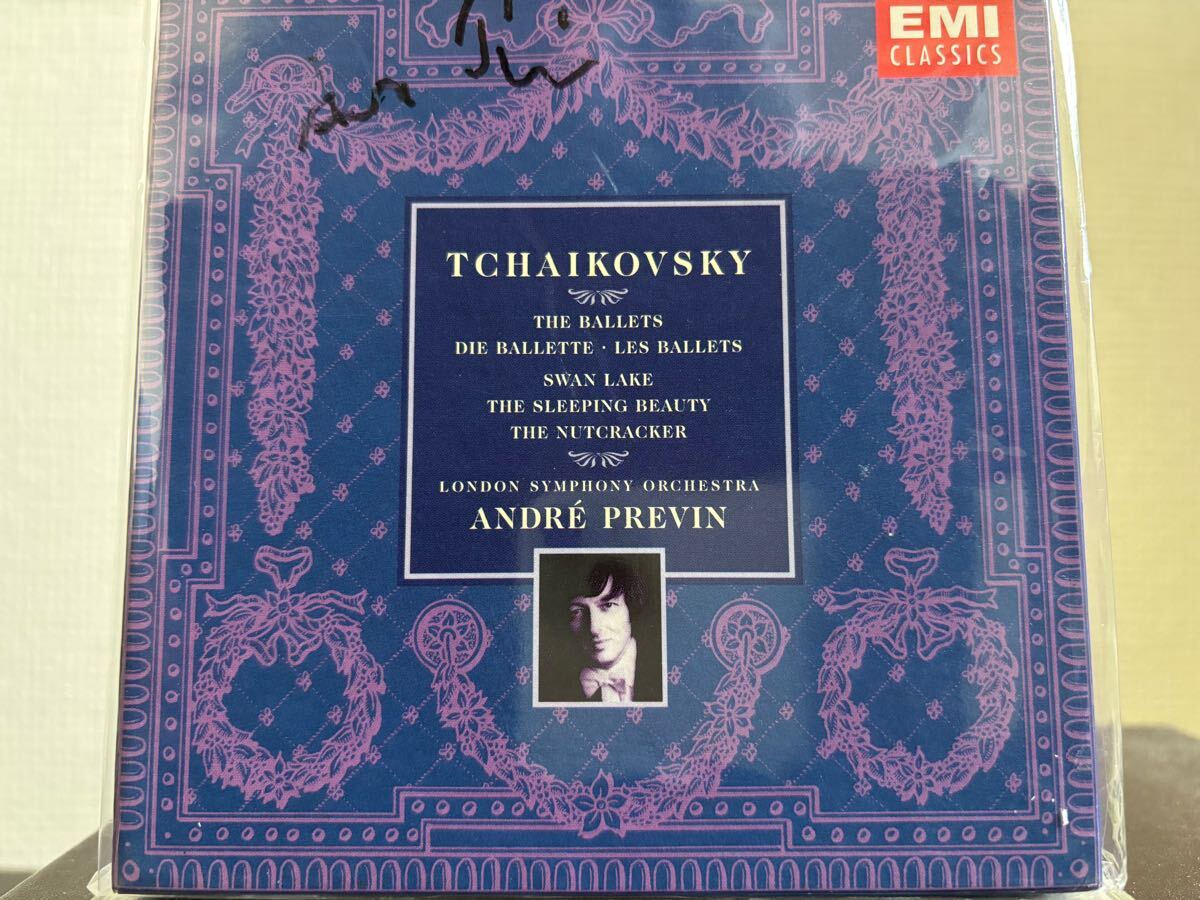 EMI
CLASSICS
TCHAIKOVSKY
THE BALLETS
DIE BALLETTE · LES BALLETS
SWAN LAKE
THE SLEEPING BEAUTY
THE NUTCRACKER
LONDON SYMPHONY ORCHESTRA
ANDRÉ PREVIN